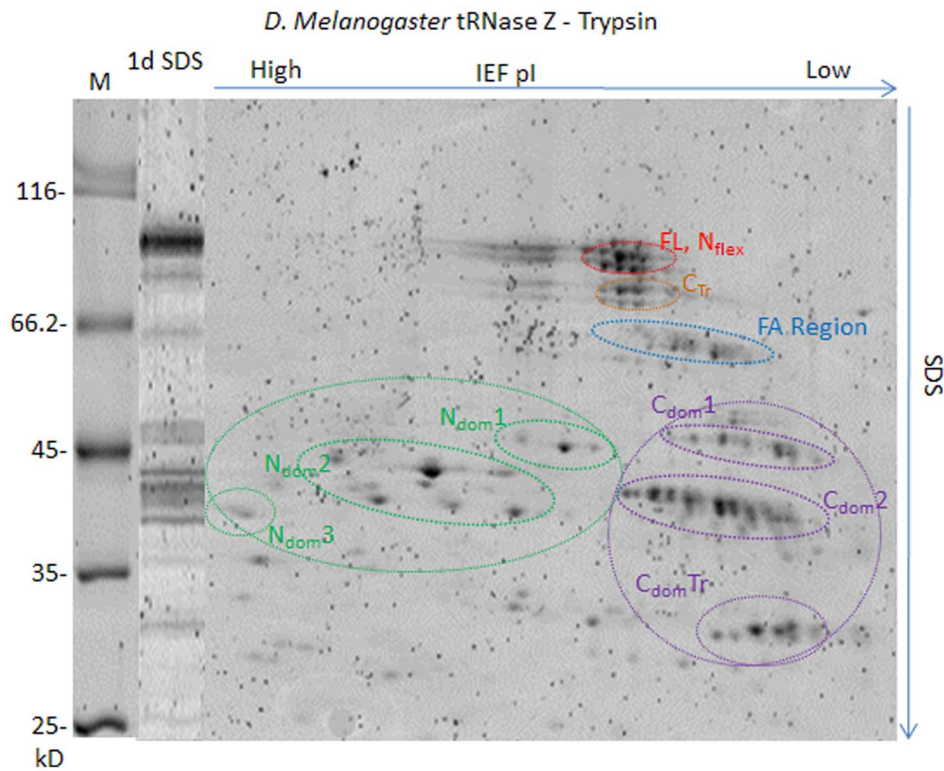 D. Melanogaster tRNase Z - Trypsin
M
1d SDS
High
IEF pI
Low
116-
66.2-
45-
35-
25-
kD
FL, Nflex
CTr
FA Region
Ndom1
Ndom2
Ndom3
Cdom1
Cdom2
CdomTr
SDS